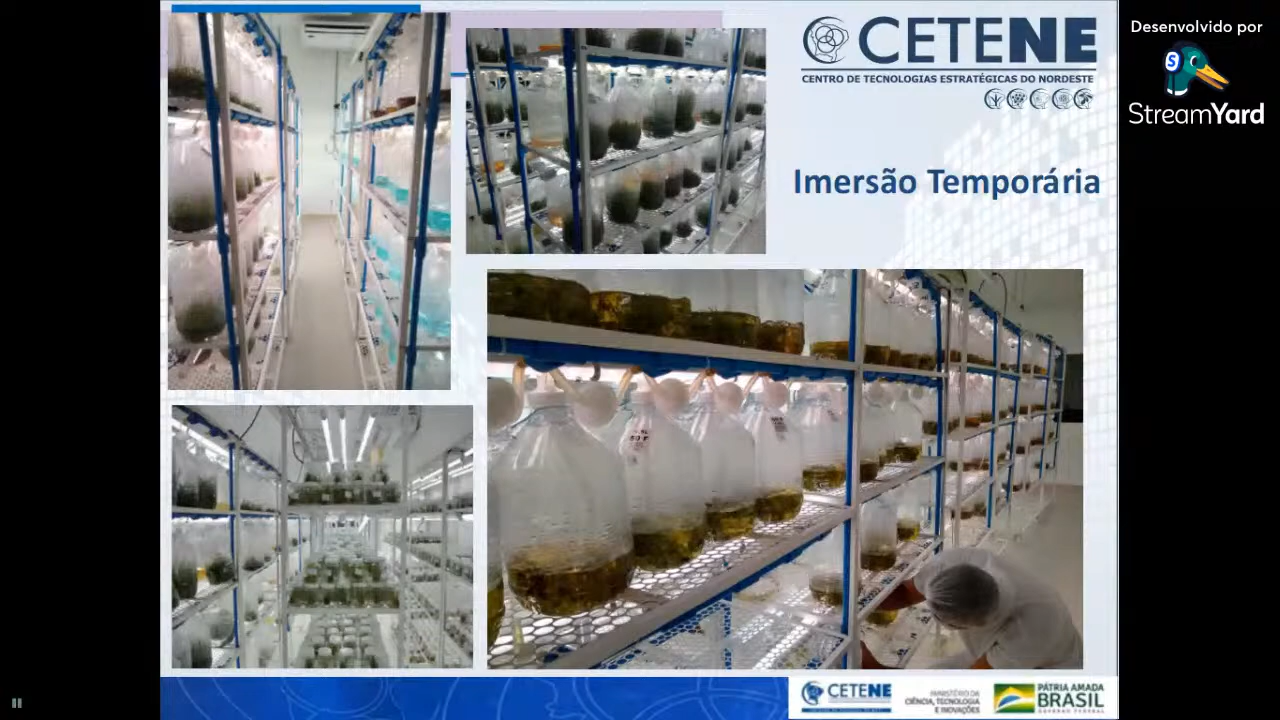 CETENE
CENTRO DE TECNOLOGIAS ESTRATÉGICAS DO NORDESTE
Imersão Temporária
Desenvolvido por
S
StreamYard
50 F
CETENE
MINISTÉRIO DA
CIÊNCIA, TECNOLOGIA
E INOVAÇÕES
PÁTRIA AMADA
BRASIL
GOVERNO FEDERAL